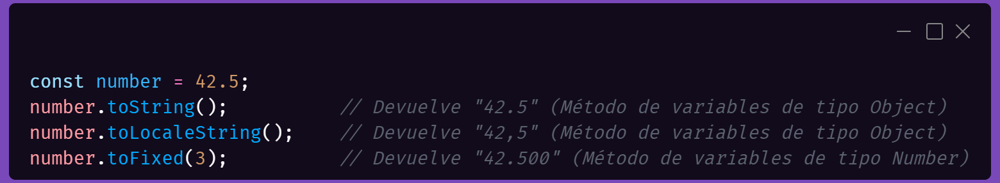 const number = 42.5;
number.toString(); // Devuelve "42.5" (Método de variables de tipo Object)
number.toLocaleString(); // Devuelve "42,5" (Método de variables de tipo Object)
number.toFixed(3); // Devuelve "42.500" (Método de variables de tipo Number)